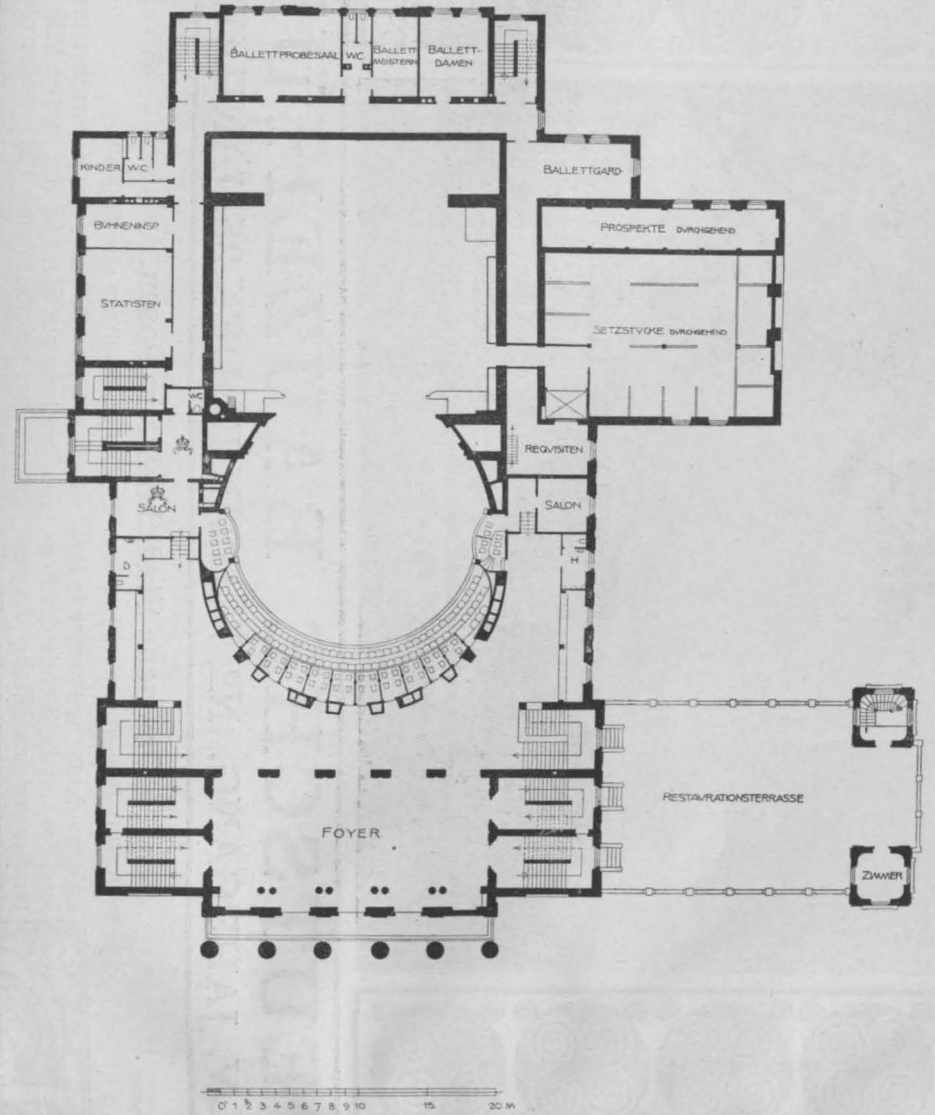 BALLETTPROBESAAL
WC
BALLETT
MEISTERIN
BALLETT-
DAMEN
KINDER
WC
BALLETTGARD.
BVHNENINSP.
PROSPEKTE DVRCHGEHEND
STATISTEN
SETZSTVCKE DVRCHGEHEND
WC
REQVISITEN
SALON
SALON
D
H
RESTAVRATIONSTERRASSE
FOYER
ZIMMER
0 1 2 3 4 5 6 7 8 9 10 15 20 M